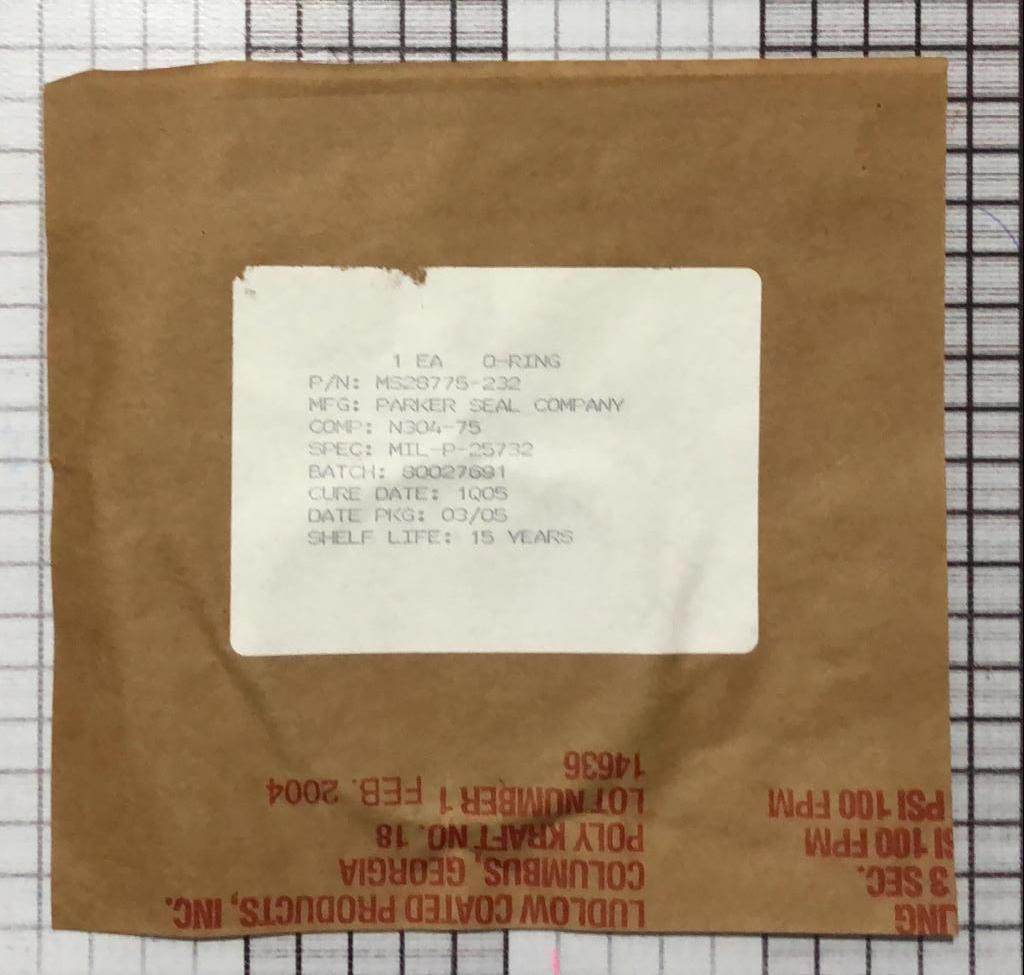 1 EA O-RING
P/N: MS28775-232
MFG: PARKER SEAL COMPANY
COMP: N304-75
SPEC: MIL-P-25732
BATCH: 80027691
CURE DATE: 1Q05
DATE PKG: 03/05
SHELF LIFE: 15 YEARS
LUDLOW COATED PRODUCTS, INC.
COLUMBUS, GEORGIA
POLY KRAFT NO. 18
LOT NUMBER 1 FEB. 2004
14636
3 SEC.
100 FPM
PSI 100 FPM